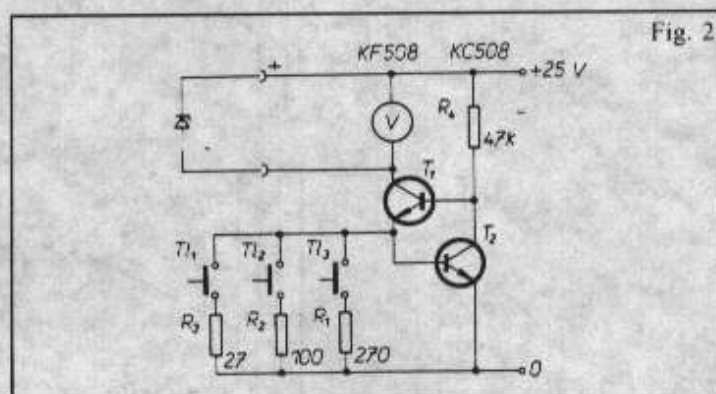 Fig. 2
KF508 KC508
+25 V
+
V
R4
47K
T1
T2
Tl1 Tl2 Tl3
R3 R2 R1
27 100 270
0